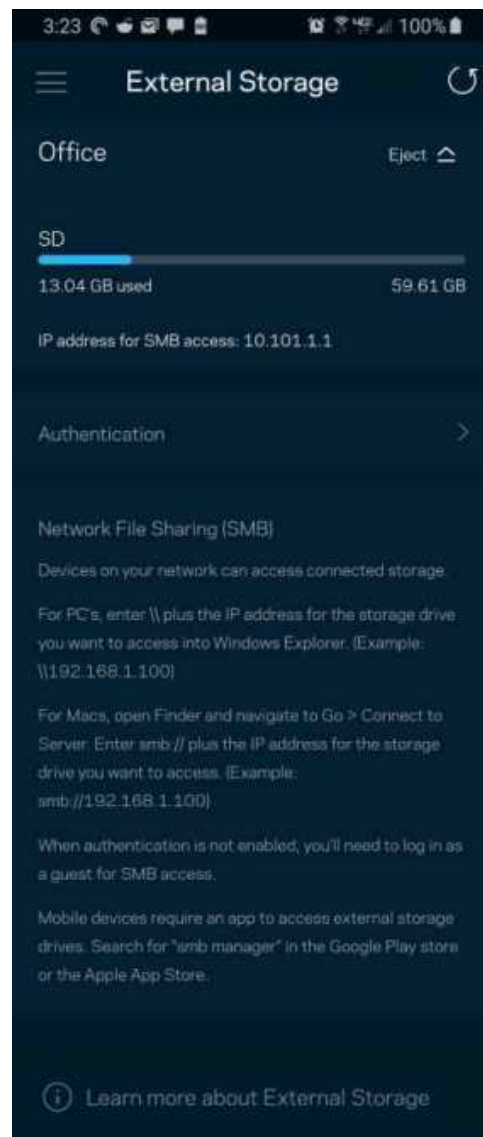 3:23 100%
External Storage
Office Eject
SD
13.04 GB used 59.61 GB
IP address for SMB access: 10.101.1.1
Authentication
Network File Sharing (SMB)
Devices on your network can access connected storage.
For PC's, enter \\ plus the IP address for the storage drive
you want to access into Windows Explorer. (Example:
\\192.168.1.100)
For Macs, open Finder and navigate to Go > Connect to
Server. Enter smb:// plus the IP address for the storage
drive you want to access. (Example:
smb://192.168.1.100)
When authentication is not enabled, you'll need to log in as
a guest for SMB access.
Mobile devices require an app to access external storage
drives. Search for "smb manager" in the Google Play store
or the Apple App Store.
Learn more about External Storage